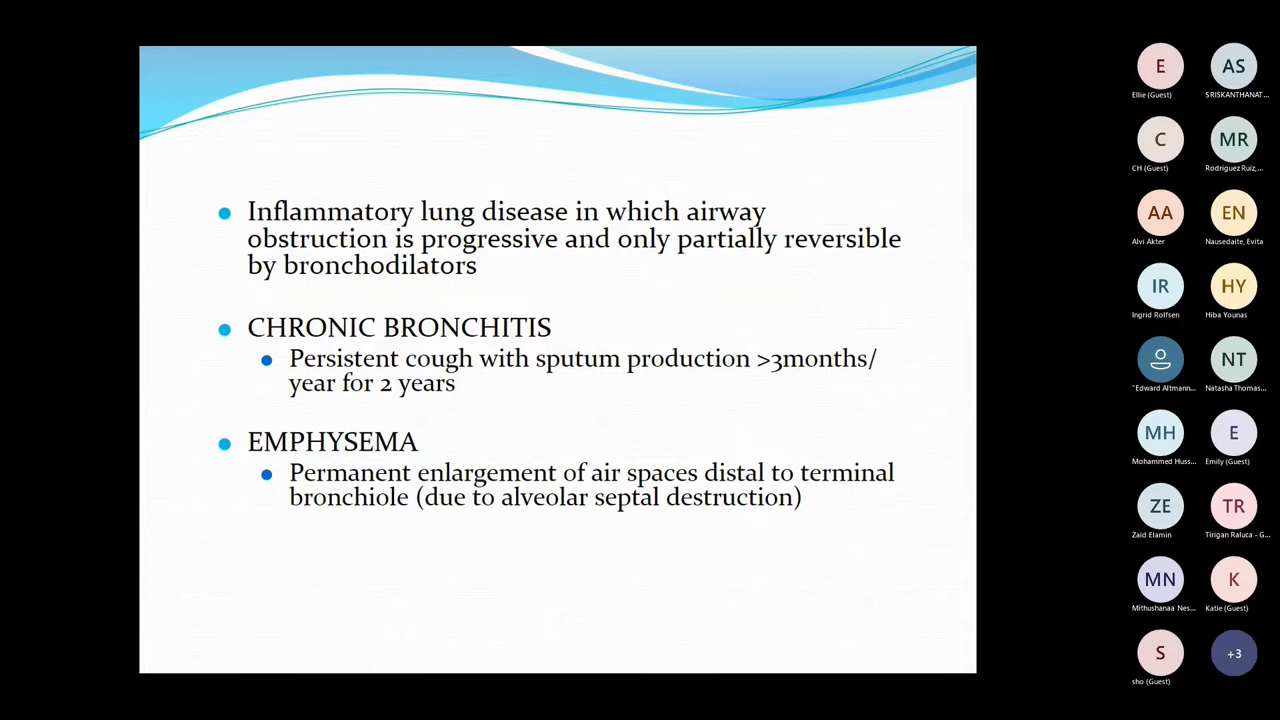 Inflammatory lung disease in which airway
obstruction is progressive and only partially reversible
by bronchodilators
CHRONIC BRONCHITIS
Persistent cough with sputum production >3months/
year for 2 years
EMPHYSEMA
Permanent enlargement of air spaces distal to terminal
bronchiole (due to alveolar septal destruction)
E
Ellie (Guest)
AS
SRISKANTHANAT...
C
CH (Guest)
MR
Rodriguez Ruiz,...
AA
Alvi Akter
EN
Nausedaite, Evita
IR
Ingrid Rolfsen
HY
Hiba Younas
"Edward Altmann...
NT
Natasha Thomas...
MH
Mohammed Huss...
E
Emily (Guest)
ZE
Zaid Elamin
TR
Tirigan Raluca - G...
MN
Mithushanaa Nes...
K
Katie (Guest)
S
sho (Guest)
+3